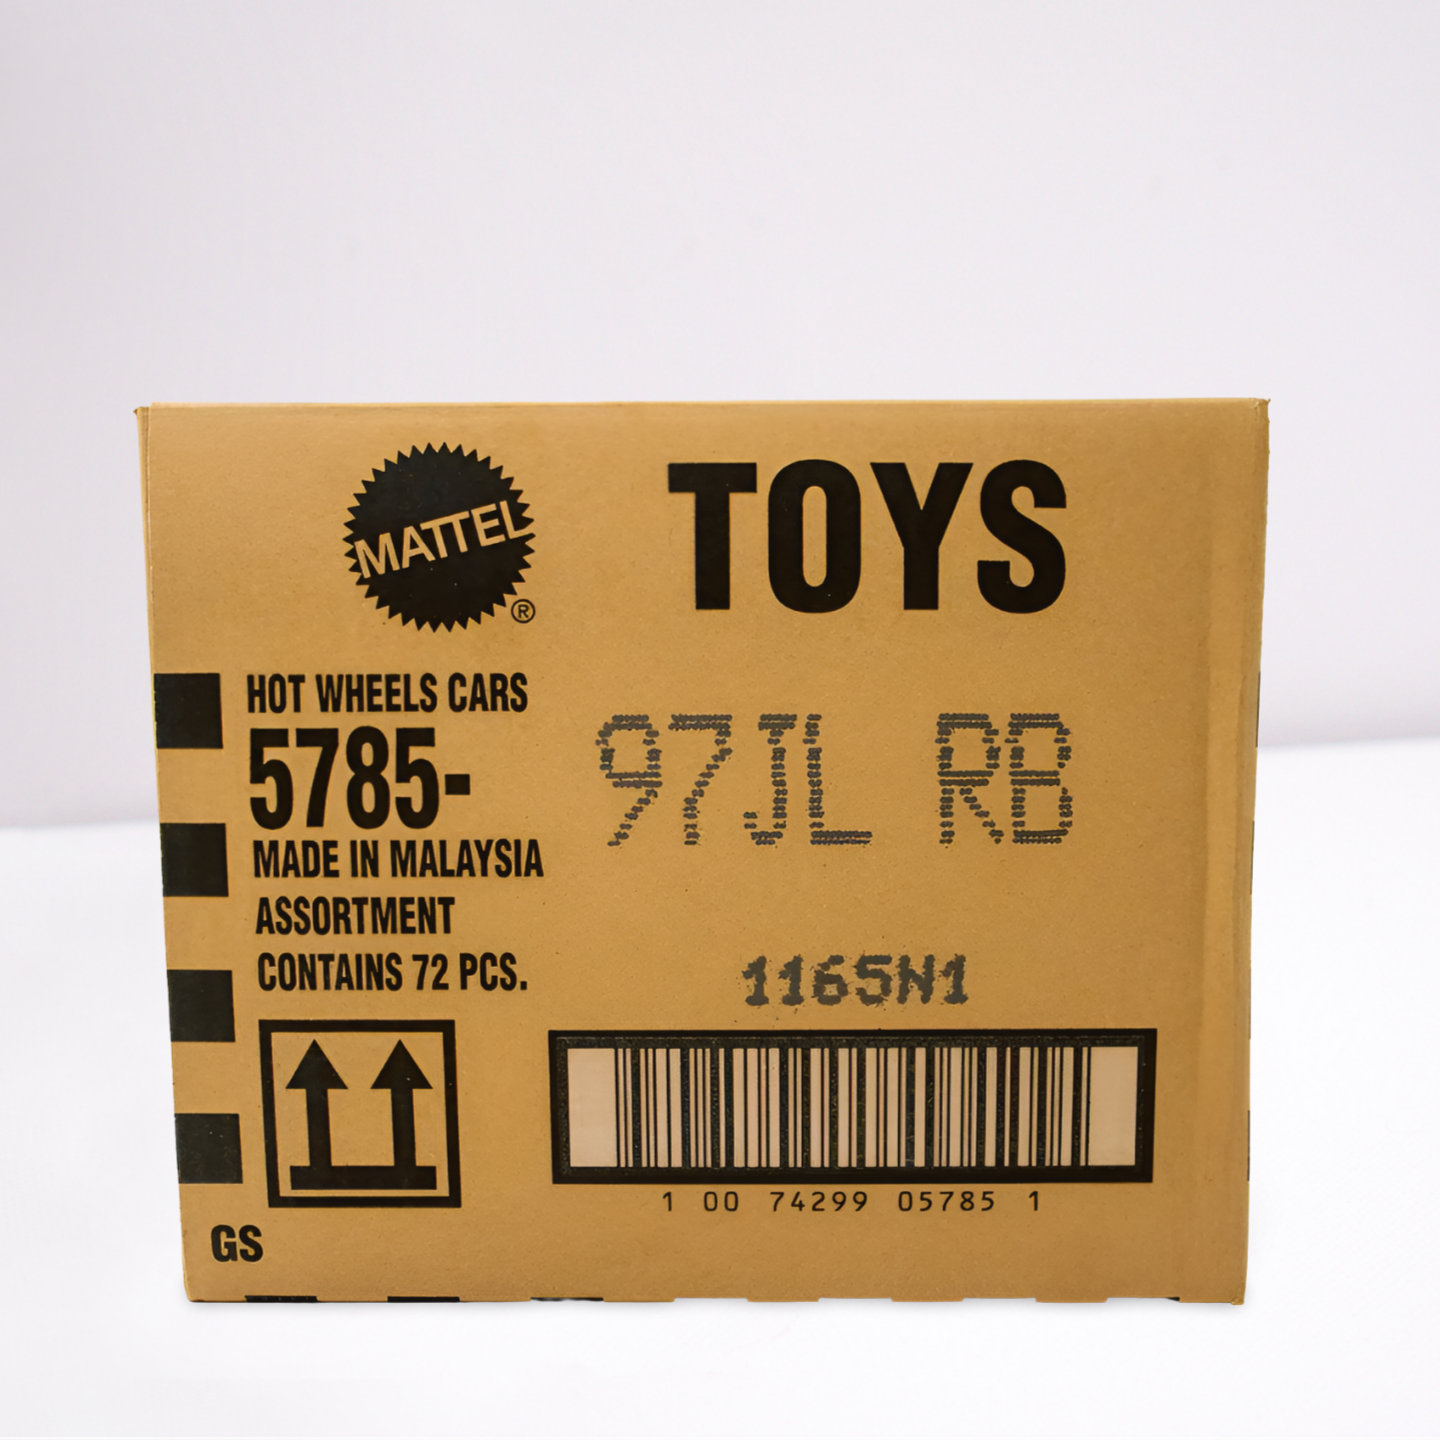 MATTEL
®
TOYS
HOT WHEELS CARS
5785-
MADE IN MALAYSIA
ASSORTMENT
CONTAINS 72 PCS.
97JL RB
1165N1
1 00 74299 05785 1
GS